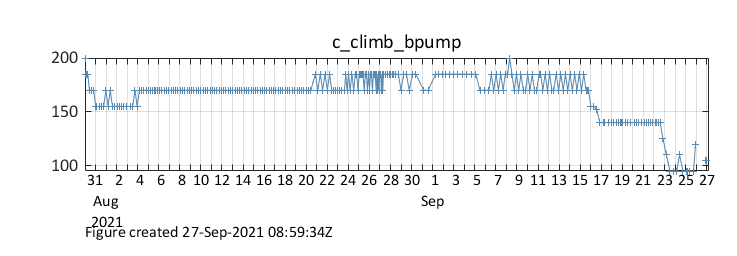 c_climb_bpump
200
150
100
31 2 4 6 8 10 12 14 16 18 20 22 24 26 28 30 1 3 5 7 9 11 13 15 17 19 21 23 25 27
Aug Sep
2021
Figure created 27-Sep-2021 08:59:34Z